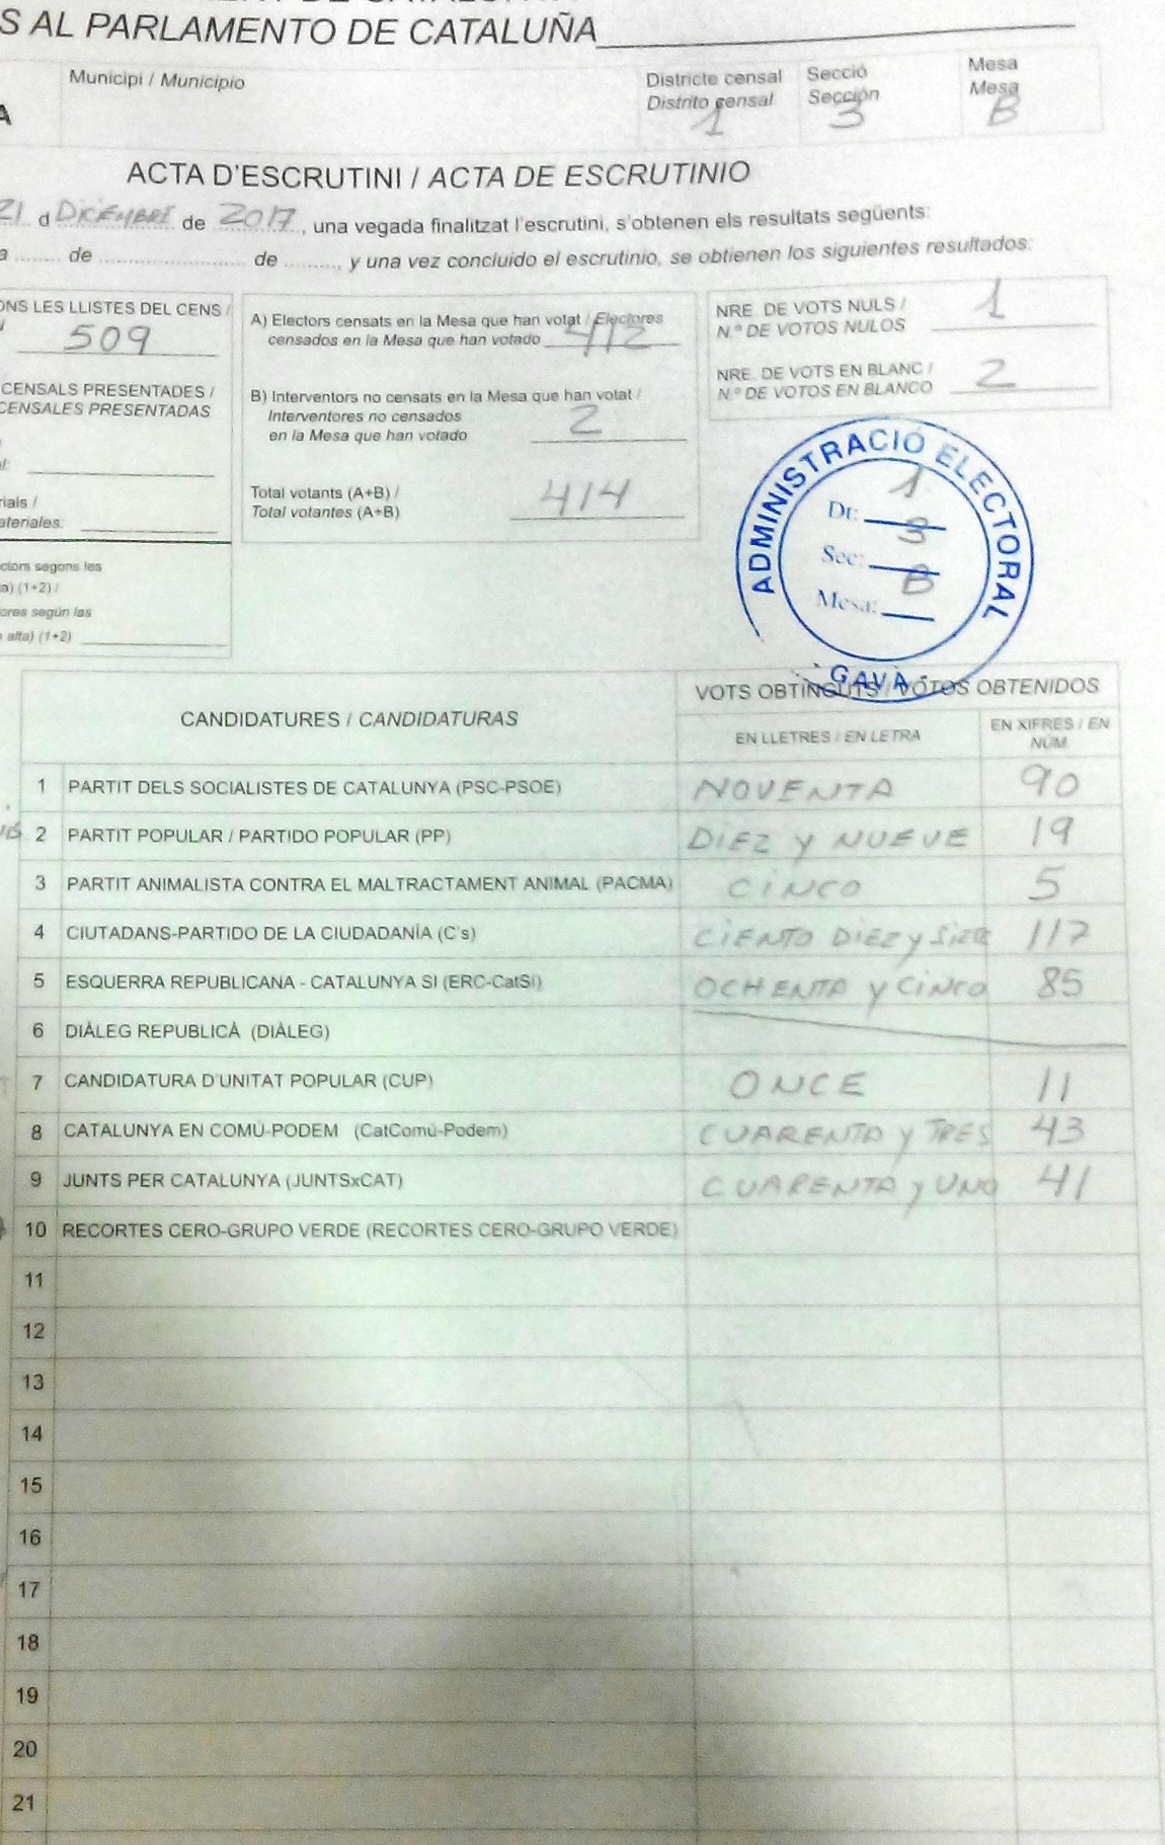 S AL PARLAMENTO DE CATALUÑA
Municipi / Municipio
Districte censal
Distrito censal
1
Secció
Sección
3
Mesa
Mesa
B
A
ACTA D'ESCRUTINI / ACTA DE ESCRUTINIO
21 d DICIEMBRE de 2017, una vegada finalitzat l'escrutini, s'obtenen els resultats següents:
a ........ de ........................ de ........., y una vez concluido el escrutinio, se obtienen los siguientes resultados:
ONS LES LLISTES DEL CENS /
509
CENSALS PRESENTADES /
CENSALES PRESENTADAS
al:
rials /
ateriales:
ctors segons les
a) (1+2) /
ores según las
alta) (1+2)
A) Electors censats en la Mesa que han votat / Electores
censados en la Mesa que han votado 412
B) Interventors no censats en la Mesa que han votat /
Interventores no censados
en la Mesa que han votado 2
Total votants (A+B) /
Total votantes (A+B) 414
NRE. DE VOTS NULS /
N.º DE VOTOS NULOS 1
NRE. DE VOTS EN BLANC /
N.º DE VOTOS EN BLANCO 2
ADMINISTRACIÓ ELECTORAL
Dt: 1
Sec: 3
Mesa: B
GAVÀ
CANDIDATURES / CANDIDATURAS
VOTS OBTINGUTS / VOTOS OBTENIDOS
EN LLETRES / EN LETRA
EN XIFRES / EN
NÚM.
1 PARTIT DELS SOCIALISTES DE CATALUNYA (PSC-PSOE) NOVENTA 90
2 PARTIT POPULAR / PARTIDO POPULAR (PP) DIEZ y NUEVE 19
3 PARTIT ANIMALISTA CONTRA EL MALTRACTAMENT ANIMAL (PACMA) CINCO 5
4 CIUTADANS-PARTIDO DE LA CIUDADANÍA (C's) CIENTO DIEZ y SIETE 117
5 ESQUERRA REPUBLICANA - CATALUNYA SÍ (ERC-CatSí) OCHENTA y CINCO 85
6 DIÀLEG REPUBLICÀ (DIÀLEG)
7 CANDIDATURA D'UNITAT POPULAR (CUP) ONCE 11
8 CATALUNYA EN COMÚ-PODEM (CatComú-Podem) CUARENTA y TRES 43
9 JUNTS PER CATALUNYA (JUNTSxCAT) CUARENTA y UNO 41
10 RECORTES CERO-GRUPO VERDE (RECORTES CERO-GRUPO VERDE)
11
12
13
14
15
16
17
18
19
20
21